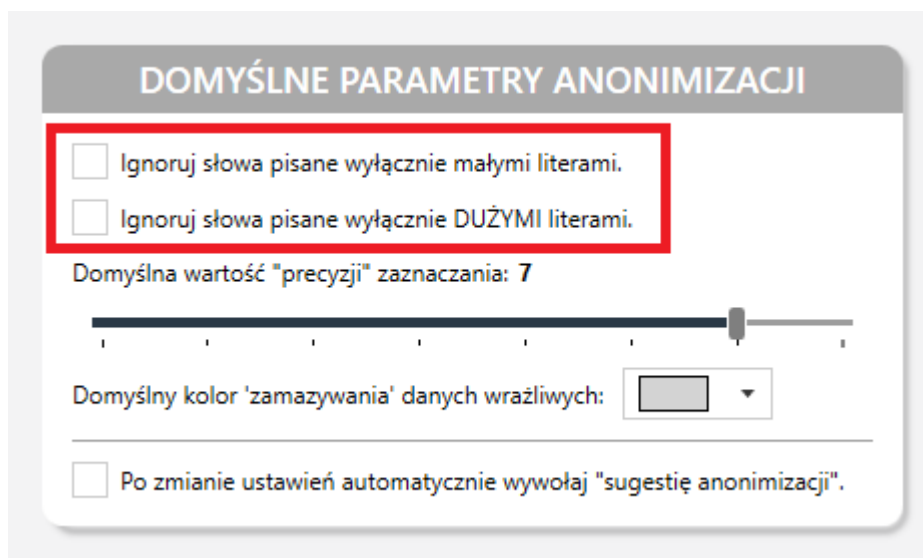 DOMYŚLNE PARAMETRY ANONIMIZACJI
Ignoruj słowa pisane wyłącznie małymi literami.
Ignoruj słowa pisane wyłącznie DUŻYMI literami.
Domyślna wartość "precyzji" zaznaczania: 7
Domyślny kolor 'zamazywania' danych wrażliwych:
Po zmianie ustawień automatycznie wywołaj "sugestię anonimizacji".